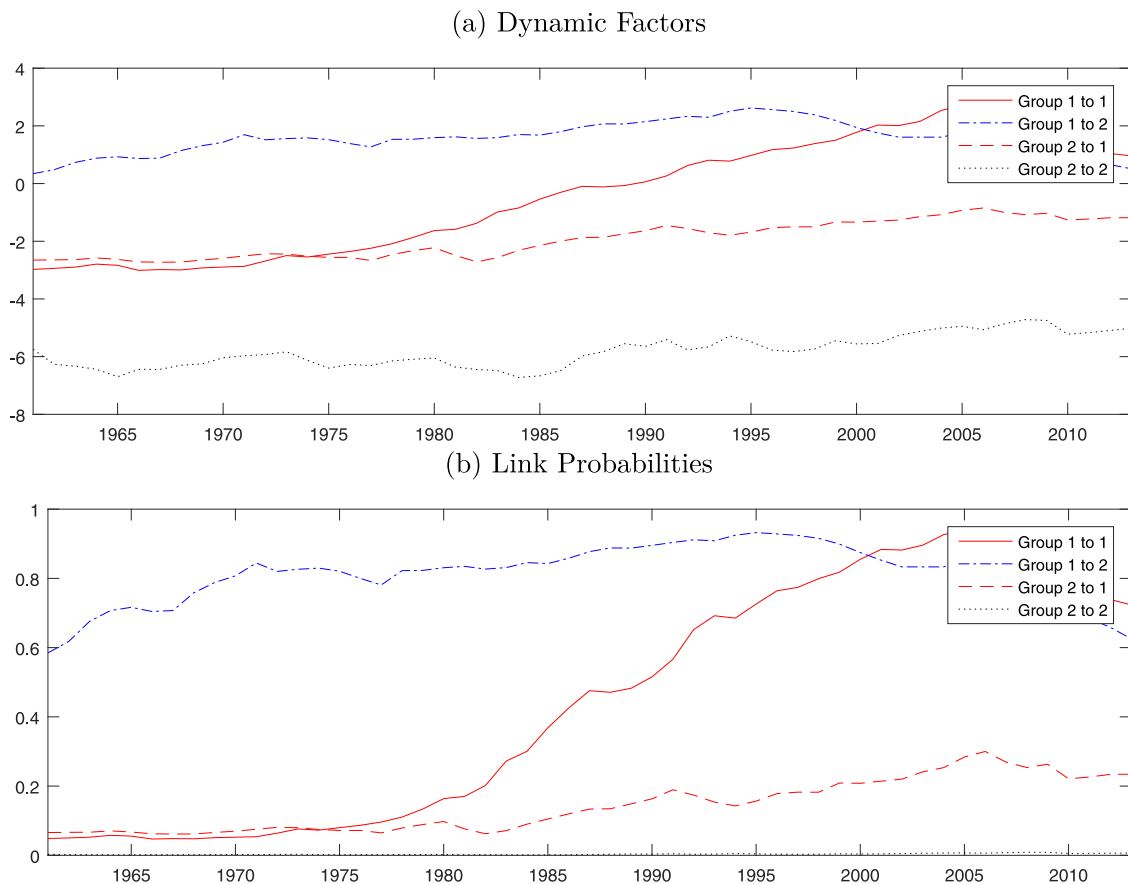 (a) Dynamic Factors
4
2
0
-2
-4
-6
-8
Group 1 to 1
Group 1 to 2
Group 2 to 1
Group 2 to 2
1965 1970 1975 1980 1985 1990 1995 2000 2005 2010
(b) Link Probabilities
1
0.8
0.6
0.4
0.2
0
Group 1 to 1
Group 1 to 2
Group 2 to 1
Group 2 to 2
1965 1970 1975 1980 1985 1990 1995 2000 2005 2010